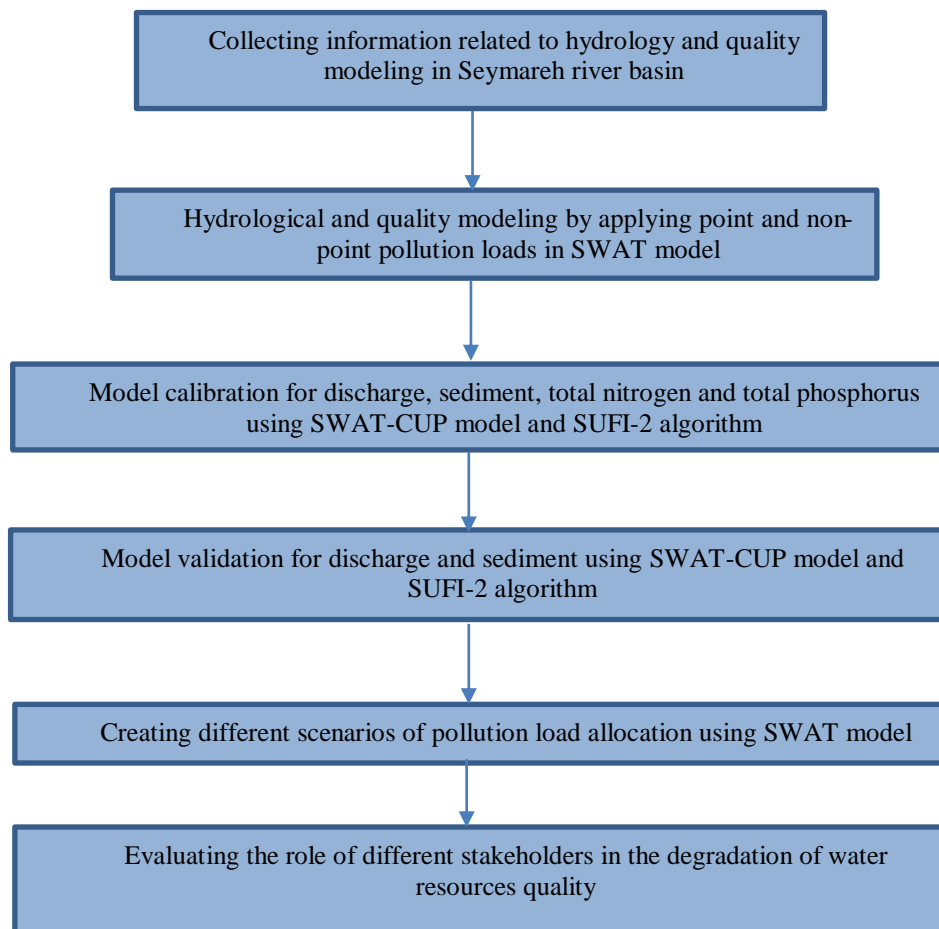 Collecting information related to hydrology and quality
modeling in Seymareh river basin
Hydrological and quality modeling by applying point and non-
point pollution loads in SWAT model
Model calibration for discharge, sediment, total nitrogen and total phosphorus
using SWAT-CUP model and SUFI-2 algorithm
Model validation for discharge and sediment using SWAT-CUP model and
SUFI-2 algorithm
Creating different scenarios of pollution load allocation using SWAT model
Evaluating the role of different stakeholders in the degradation of water
resources quality